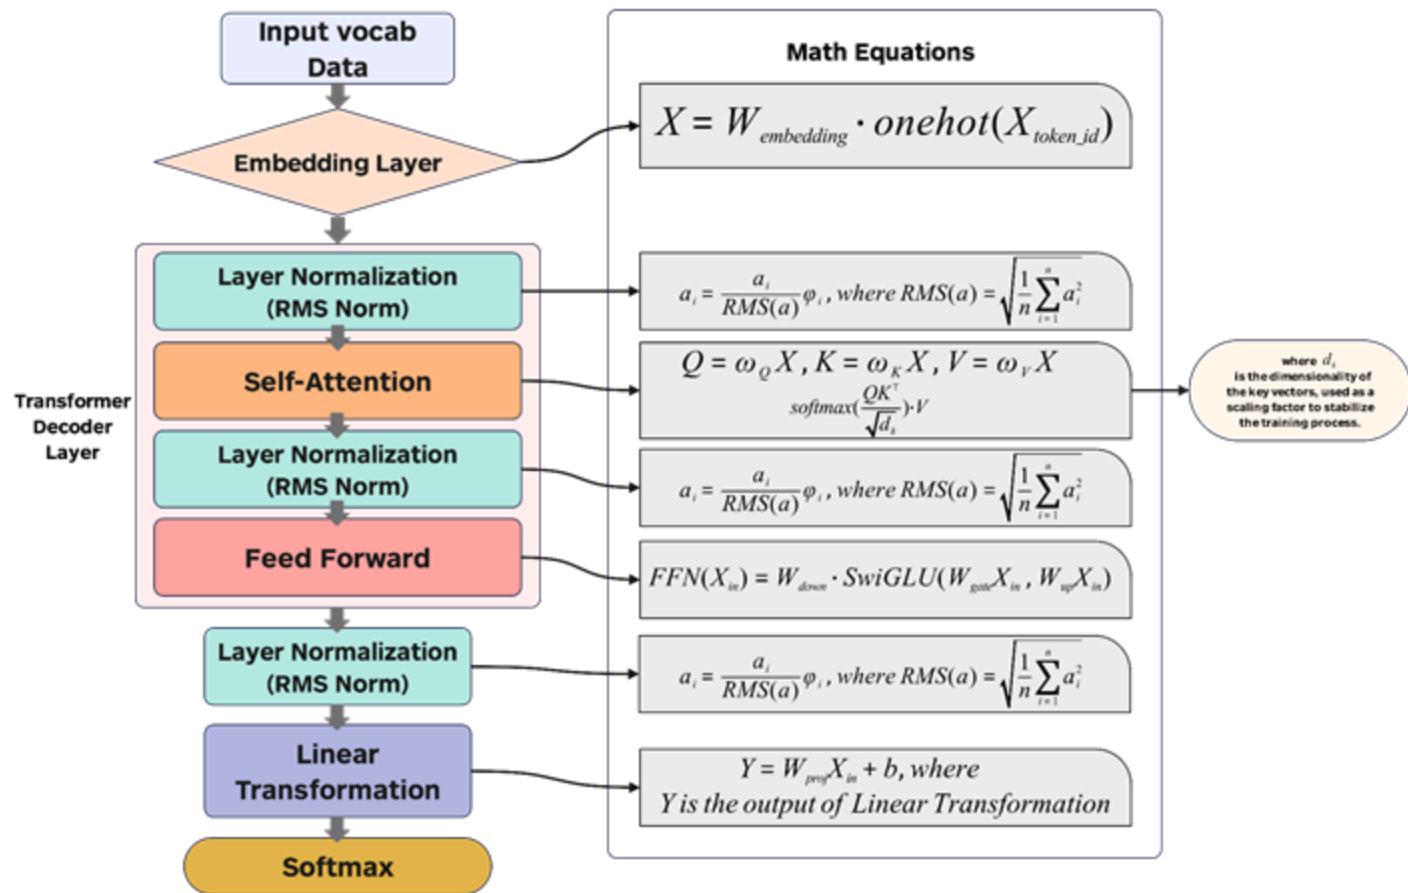 Input vocab
Data
Math Equations
X = W_embedding · onehot(X_token_id)
Embedding Layer
Layer Normalization
(RMS Norm)
a_i = a_i / RMS(a) φ_i , where RMS(a) = √(1/n ∑_{i=1}^{n} a_i^2)
Transformer
Decoder
Layer
Self-Attention
Q = ω_Q X , K = ω_K X , V = ω_V X
softmax(QK^⊤ / √d_k)·V
where d_k
is the dimensionality of
the key vectors, used as a
scaling factor to stabilize
the training process.
Layer Normalization
(RMS Norm)
a_i = a_i / RMS(a) φ_i , where RMS(a) = √(1/n ∑_{i=1}^{n} a_i^2)
Feed Forward
FFN(X_in) = W_down · SwiGLU(W_gate X_in , W_up X_in)
Layer Normalization
(RMS Norm)
a_i = a_i / RMS(a) φ_i , where RMS(a) = √(1/n ∑_{i=1}^{n} a_i^2)
Linear
Transformation
Y = W_proj X_in + b, where
Y is the output of Linear Transformation
Softmax